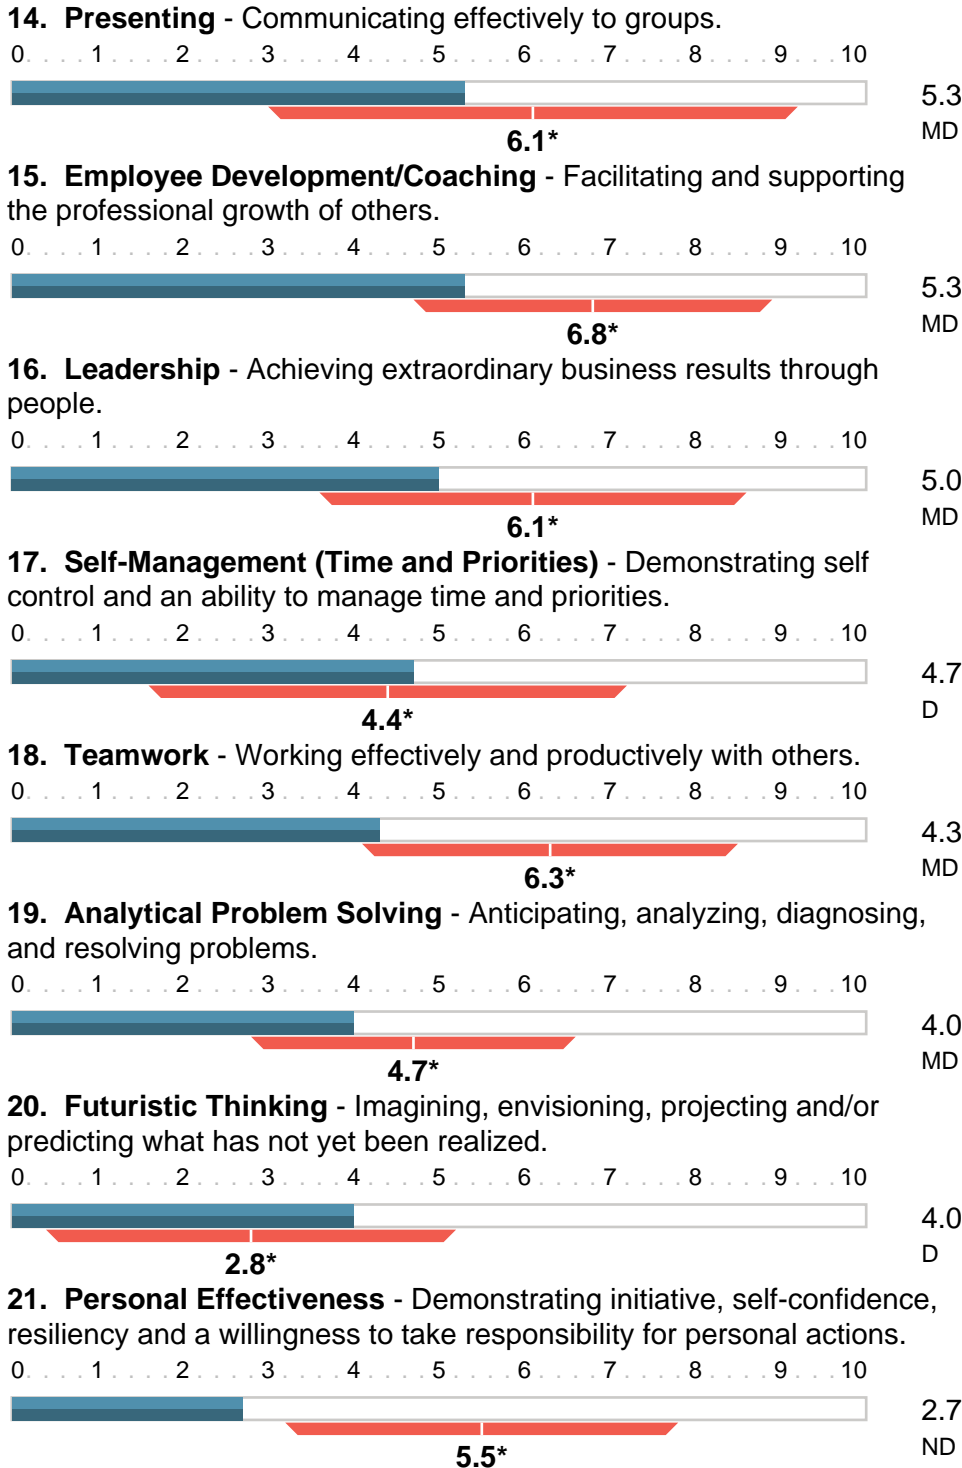 14. Presenting - Communicating effectively to groups.
0. . . . 1 . . . . 2 . . . . 3 . . . . 4 . . . . 5 . . . . 6 . . . . 7 . . . . 8 . . . . 9 . . . 10
5.3
MD
6.1*
15. Employee Development/Coaching - Facilitating and supporting
the professional growth of others.
0. . . . 1 . . . . 2 . . . . 3 . . . . 4 . . . . 5 . . . . 6 . . . . 7 . . . . 8 . . . . 9 . . . 10
5.3
MD
6.8*
16. Leadership - Achieving extraordinary business results through
people.
0. . . . 1 . . . . 2 . . . . 3 . . . . 4 . . . . 5 . . . . 6 . . . . 7 . . . . 8 . . . . 9 . . . 10
5.0
MD
6.1*
17. Self-Management (Time and Priorities) - Demonstrating self
control and an ability to manage time and priorities.
0. . . . 1 . . . . 2 . . . . 3 . . . . 4 . . . . 5 . . . . 6 . . . . 7 . . . . 8 . . . . 9 . . . 10
4.7
D
4.4*
18. Teamwork - Working effectively and productively with others.
0. . . . 1 . . . . 2 . . . . 3 . . . . 4 . . . . 5 . . . . 6 . . . . 7 . . . . 8 . . . . 9 . . . 10
4.3
MD
6.3*
19. Analytical Problem Solving - Anticipating, analyzing, diagnosing,
and resolving problems.
0. . . . 1 . . . . 2 . . . . 3 . . . . 4 . . . . 5 . . . . 6 . . . . 7 . . . . 8 . . . . 9 . . . 10
4.0
MD
4.7*
20. Futuristic Thinking - Imagining, envisioning, projecting and/or
predicting what has not yet been realized.
0. . . . 1 . . . . 2 . . . . 3 . . . . 4 . . . . 5 . . . . 6 . . . . 7 . . . . 8 . . . . 9 . . . 10
4.0
D
2.8*
21. Personal Effectiveness - Demonstrating initiative, self-confidence,
resiliency and a willingness to take responsibility for personal actions.
0. . . . 1 . . . . 2 . . . . 3 . . . . 4 . . . . 5 . . . . 6 . . . . 7 . . . . 8 . . . . 9 . . . 10
2.7
ND
5.5*